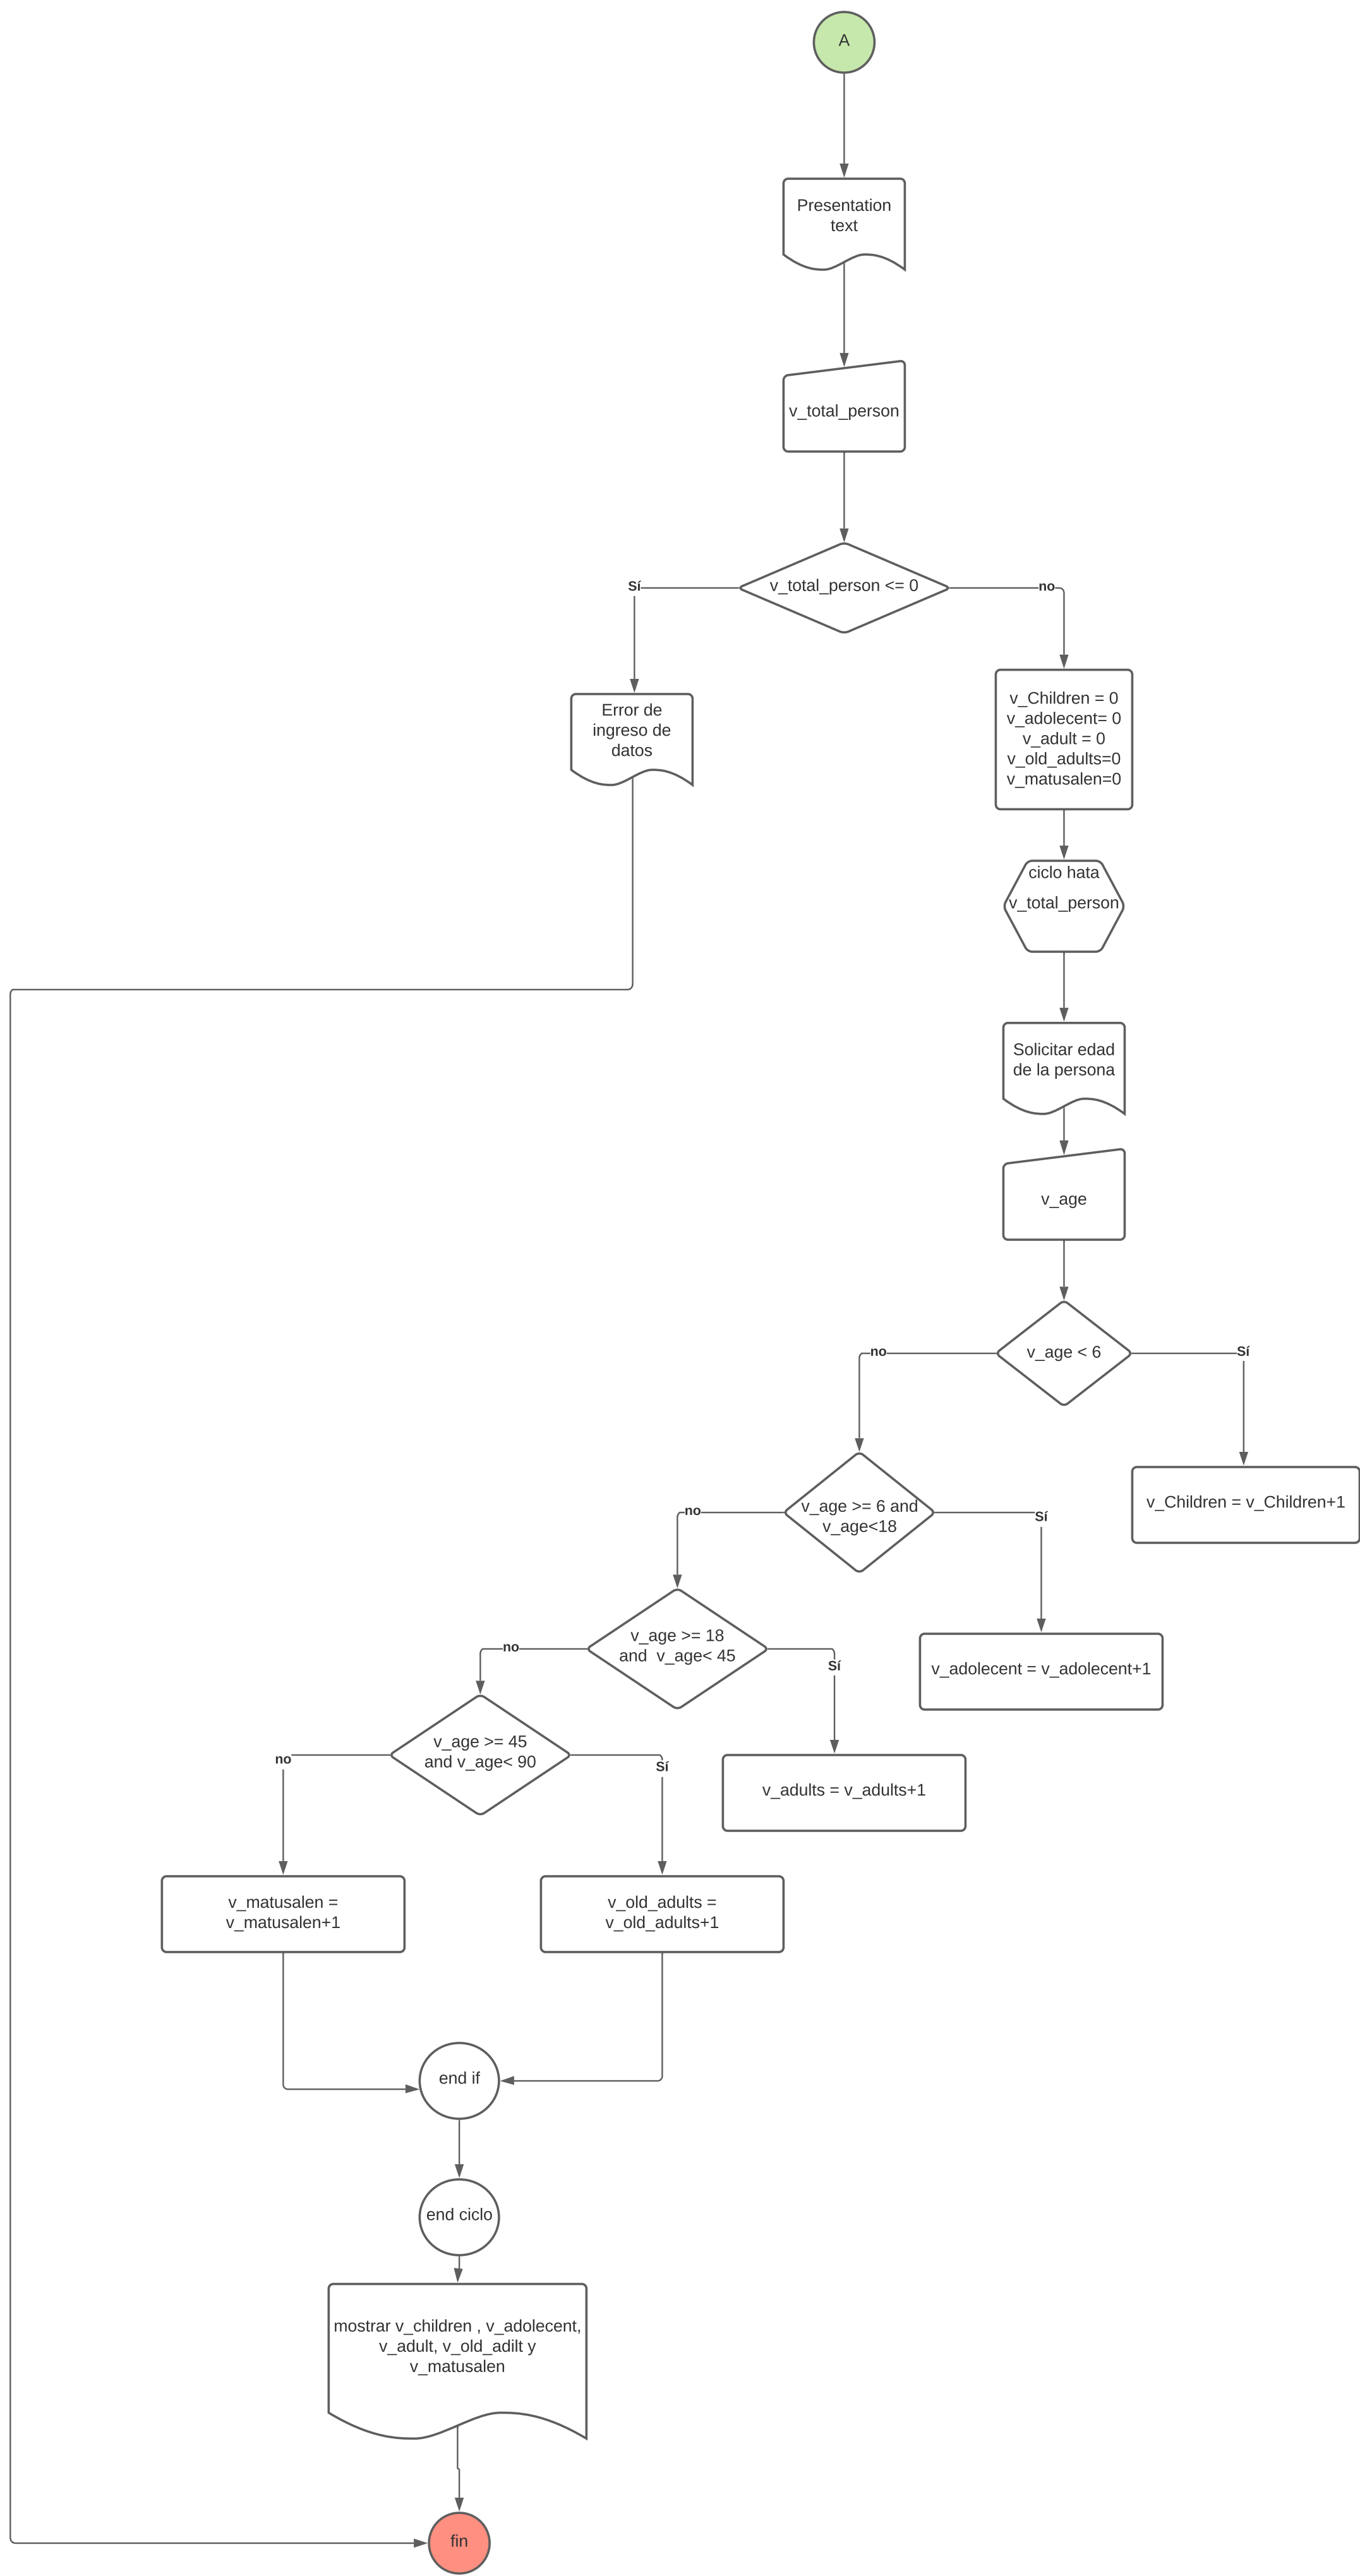 A
Presentation
text
v_total_person
v_total_person <= 0
Sí
no
Error de
ingreso de
datos
v_Children = 0
v_adolecent= 0
v_adult = 0
v_old_adults=0
v_matusalen=0
ciclo hata
v_total_person
Solicitar edad
de la persona
v_age
v_age < 6
no
Sí
v_Children = v_Children+1
v_age >= 6 and
v_age<18
no
Sí
v_adolecent = v_adolecent+1
v_age >= 18
and v_age< 45
no
Sí
v_adults = v_adults+1
v_age >= 45
and v_age< 90
no
Sí
v_matusalen =
v_matusalen+1
v_old_adults =
v_old_adults+1
end if
end ciclo
mostrar v_children , v_adolecent,
v_adult, v_old_adilt y
v_matusalen
fin